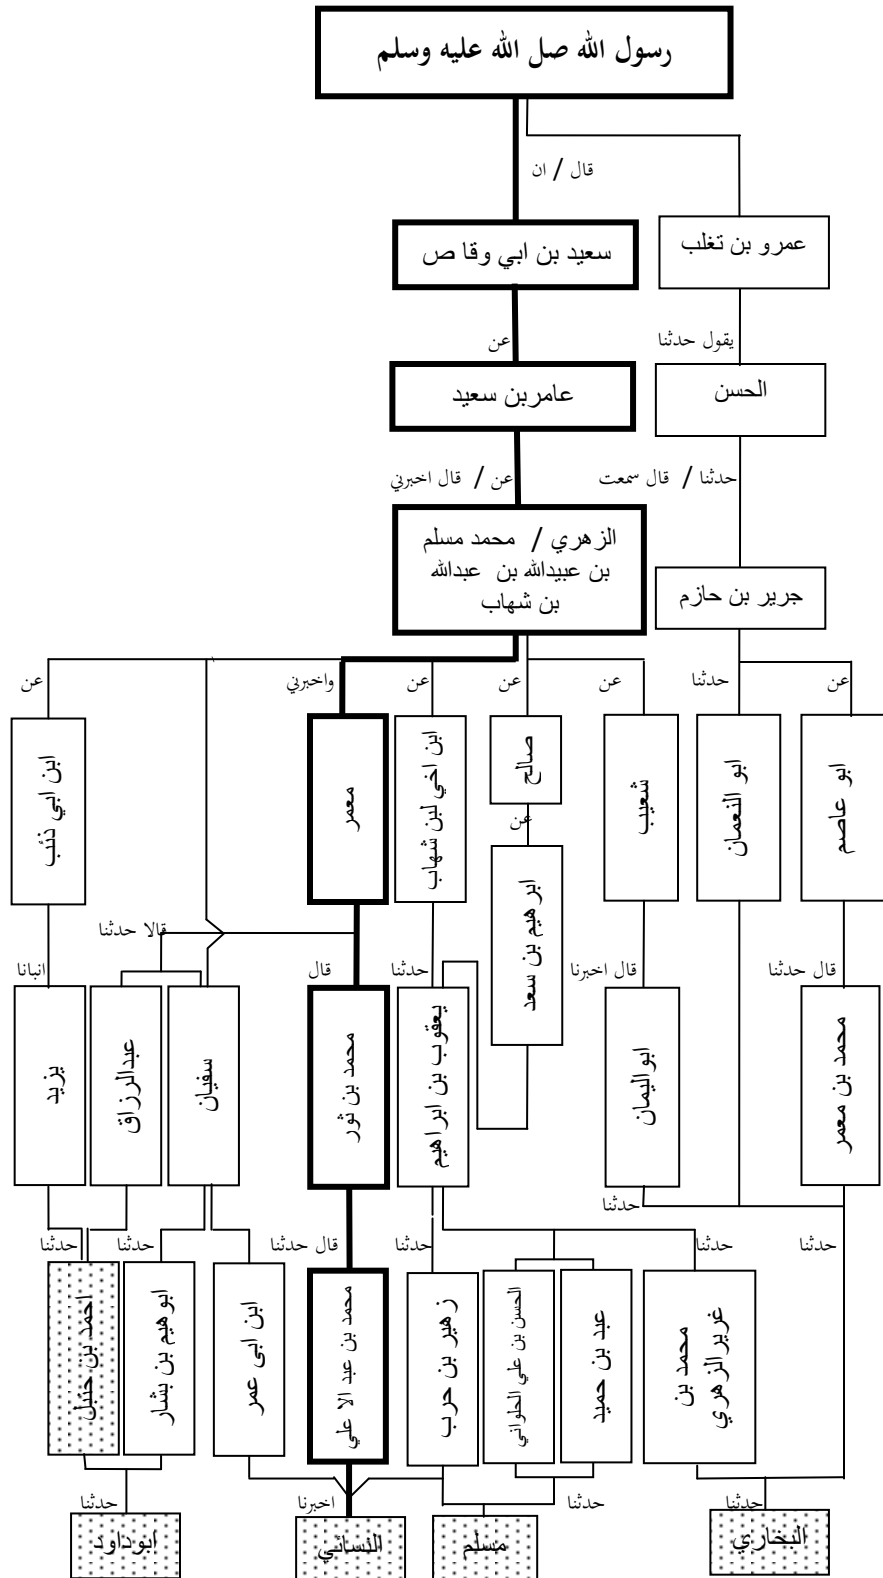 رسول الله صل الله عليه وسلم
قال / ان
عمرو بن تغلب
سعيد بن ابي وقا ص
يقول حدثنا
عن
الحسن
عامربن سعيد
حدثنا / قال سمعت
عن / قال اخبرني
الزهري / محمد مسلم
بن عبيدالله بن عبدالله
بن شهاب
جرير بن حازم
عن
حدثنا
عن
عن
عن
واخبرني
عن
ابو عاصم
ابو النعمان
شعيب
صالح
ابن اخي لبن شهاب
معمر
ابن ابي ذئب
عن
ابرهيم بن سعد
قالا حدثنا
قال حدثنا
قال اخبرنا
حدثنا
قال
انبانا
محمد بن معمر
ابواليمان
يعقوب بن ابراهيم
محمد بن ثور
سفيان
عبدالرزاق
يزيد
حدثنا
حدثنا
حدثنا
حدثنا
قال حدثنا
حدثنا
حدثنا
محمد بن
غريرالزهري
عبد بن حميد
الحسن بن علي الحلواني
زهير بن حرب
محمد بن عبد الا علي
ابن ابى عمر
ابوهيم بن بشار
احمد بن حنبل
حدثنا
حدثنا
اخبرنا
حدثنا
البخاري
مسلم
النسائي
ابوداود